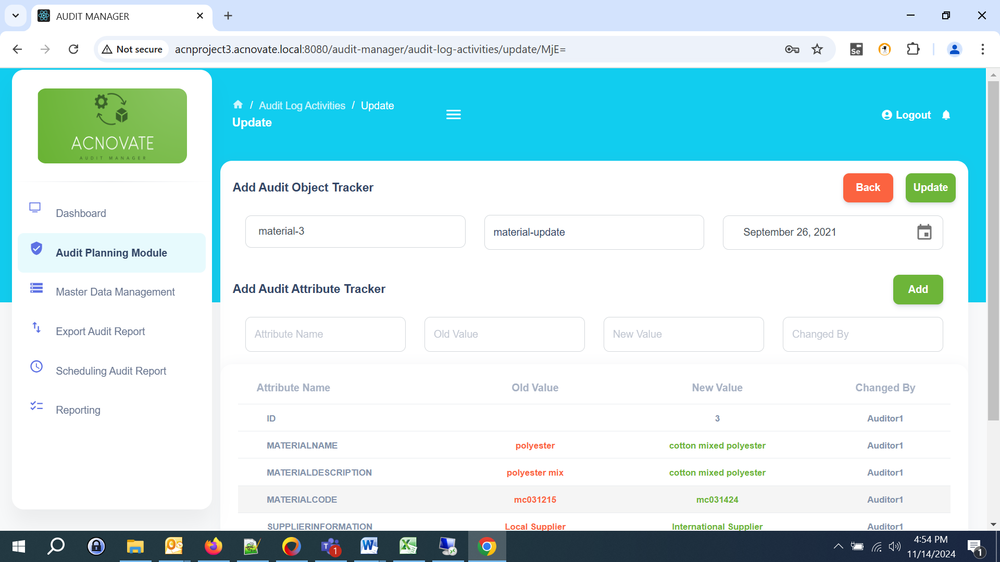 AUDIT MANAGER
Not secure
acnproject3.acnovate.local:8080/audit-manager/audit-log-activities/update/MjE=
Se
ACNOVATE
AUDIT MANAGER
/ Audit Log Activities / Update
Update
Logout
Dashboard
Audit Planning Module
Master Data Management
Export Audit Report
Scheduling Audit Report
Reporting
Add Audit Object Tracker
Back
Update
material-3
material-update
September 26, 2021
Add Audit Attribute Tracker
Add
Attribute Name
Old Value
New Value
Changed By
Attribute Name Old Value New Value Changed By
ID 3 Auditor1
MATERIALNAME polyester cotton mixed polyester Auditor1
MATERIALDESCRIPTION polyester mix cotton mixed polyester Auditor1
MATERIALCODE mc031215 mc031424 Auditor1
SUPPLIERINFORMATION Local Supplier International Supplier Auditor1
4:54 PM
11/14/2024
1
1